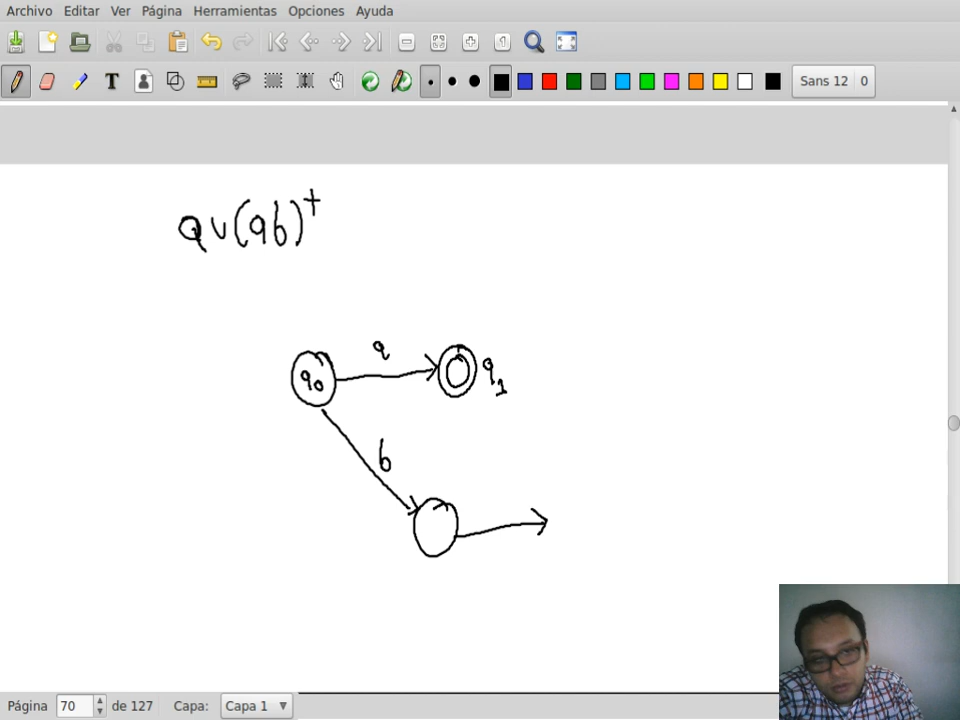 Archivo Editar Ver Página Herramientas Opciones Ayuda
T Sans 12 0
a∪(ab)⁺
a
q0 q1
b
Página 70 de 127 Capa: Capa 1